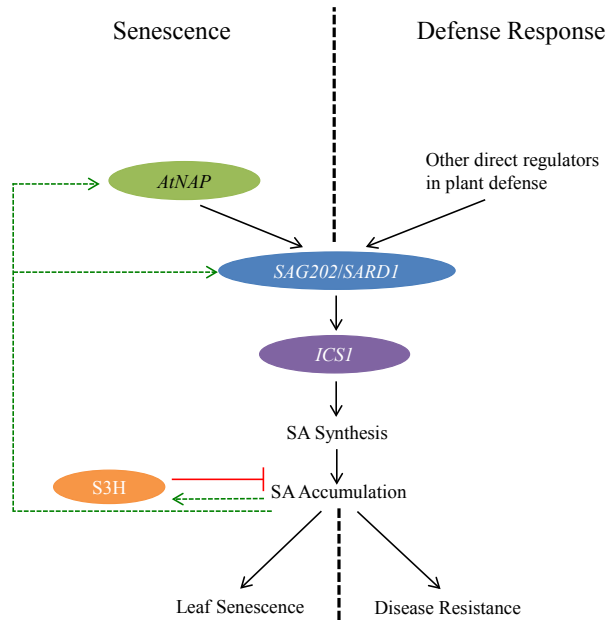 Senescence
Defense Response
AtNAP
Other direct regulators
in plant defense
SAG202/SARD1
ICS1
SA Synthesis
S3H
SA Accumulation
Leaf Senescence
Disease Resistance